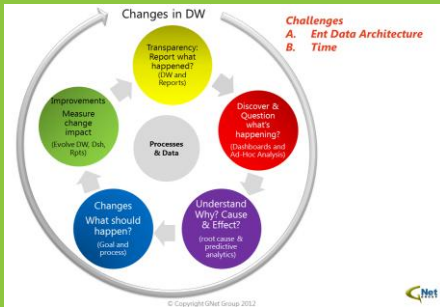 Changes in DW
Challenges
A. Ent Data Architecture
B. Time
Transparency:
Report what
happened?
(DW and
Reports)
Discover &
Question
what's
happening?
(Dashboards and
Ad-Hoc Analysis)
Understand
Why? Cause
& Effect?
(root cause &
predictive
analytics)
Changes
What should
happen?
(Goal and
process)
Improvements
Measure
change
impact
(Evolve DW, Dsh,
Rpts)
Processes
& Data
© Copyright GNet Group 2012
GNet